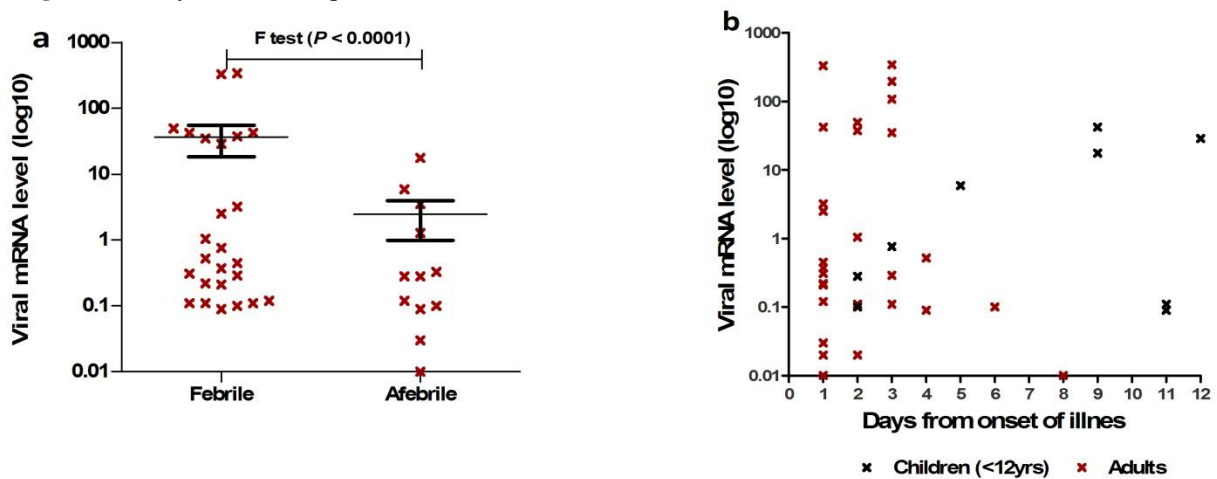 a
F test (P < 0.0001)
Viral mRNA level (log10)
1000
100
10
1
0.1
0.01
Febrile
Afebrile
b
Viral mRNA level (log10)
1000
100
10
1
0.1
0.01
0 1 2 3 4 5 6 7 8 9 10 11 12
Days from onset of illnes
Children (<12yrs)
Adults